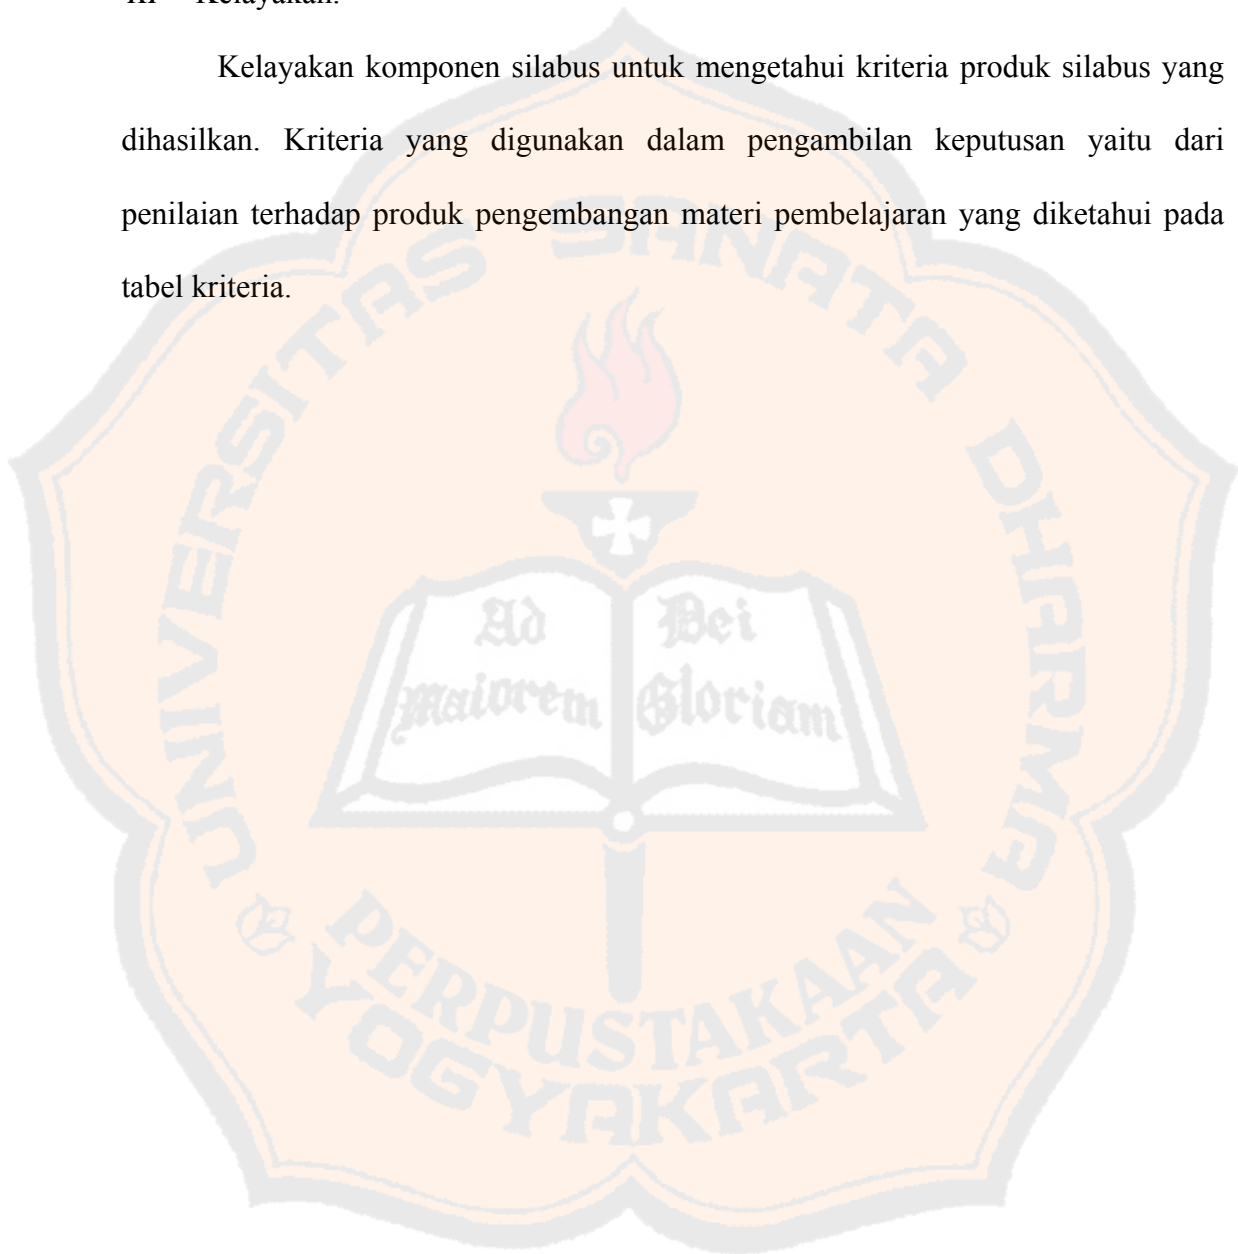 Kelayakan.
Kelayakan komponen silabus untuk mengetahui kriteria produk silabus yang
dihasilkan. Kriteria yang digunakan dalam pengambilan keputusan yaitu dari
penilaian terhadap produk pengembangan materi pembelajaran yang diketahui pada
tabel kriteria.
UNIVERSITAS SANATA DHARMA
Ad Dei
Maiorem Gloriam
PERPUSTAKAAN
YOGYAKARTA